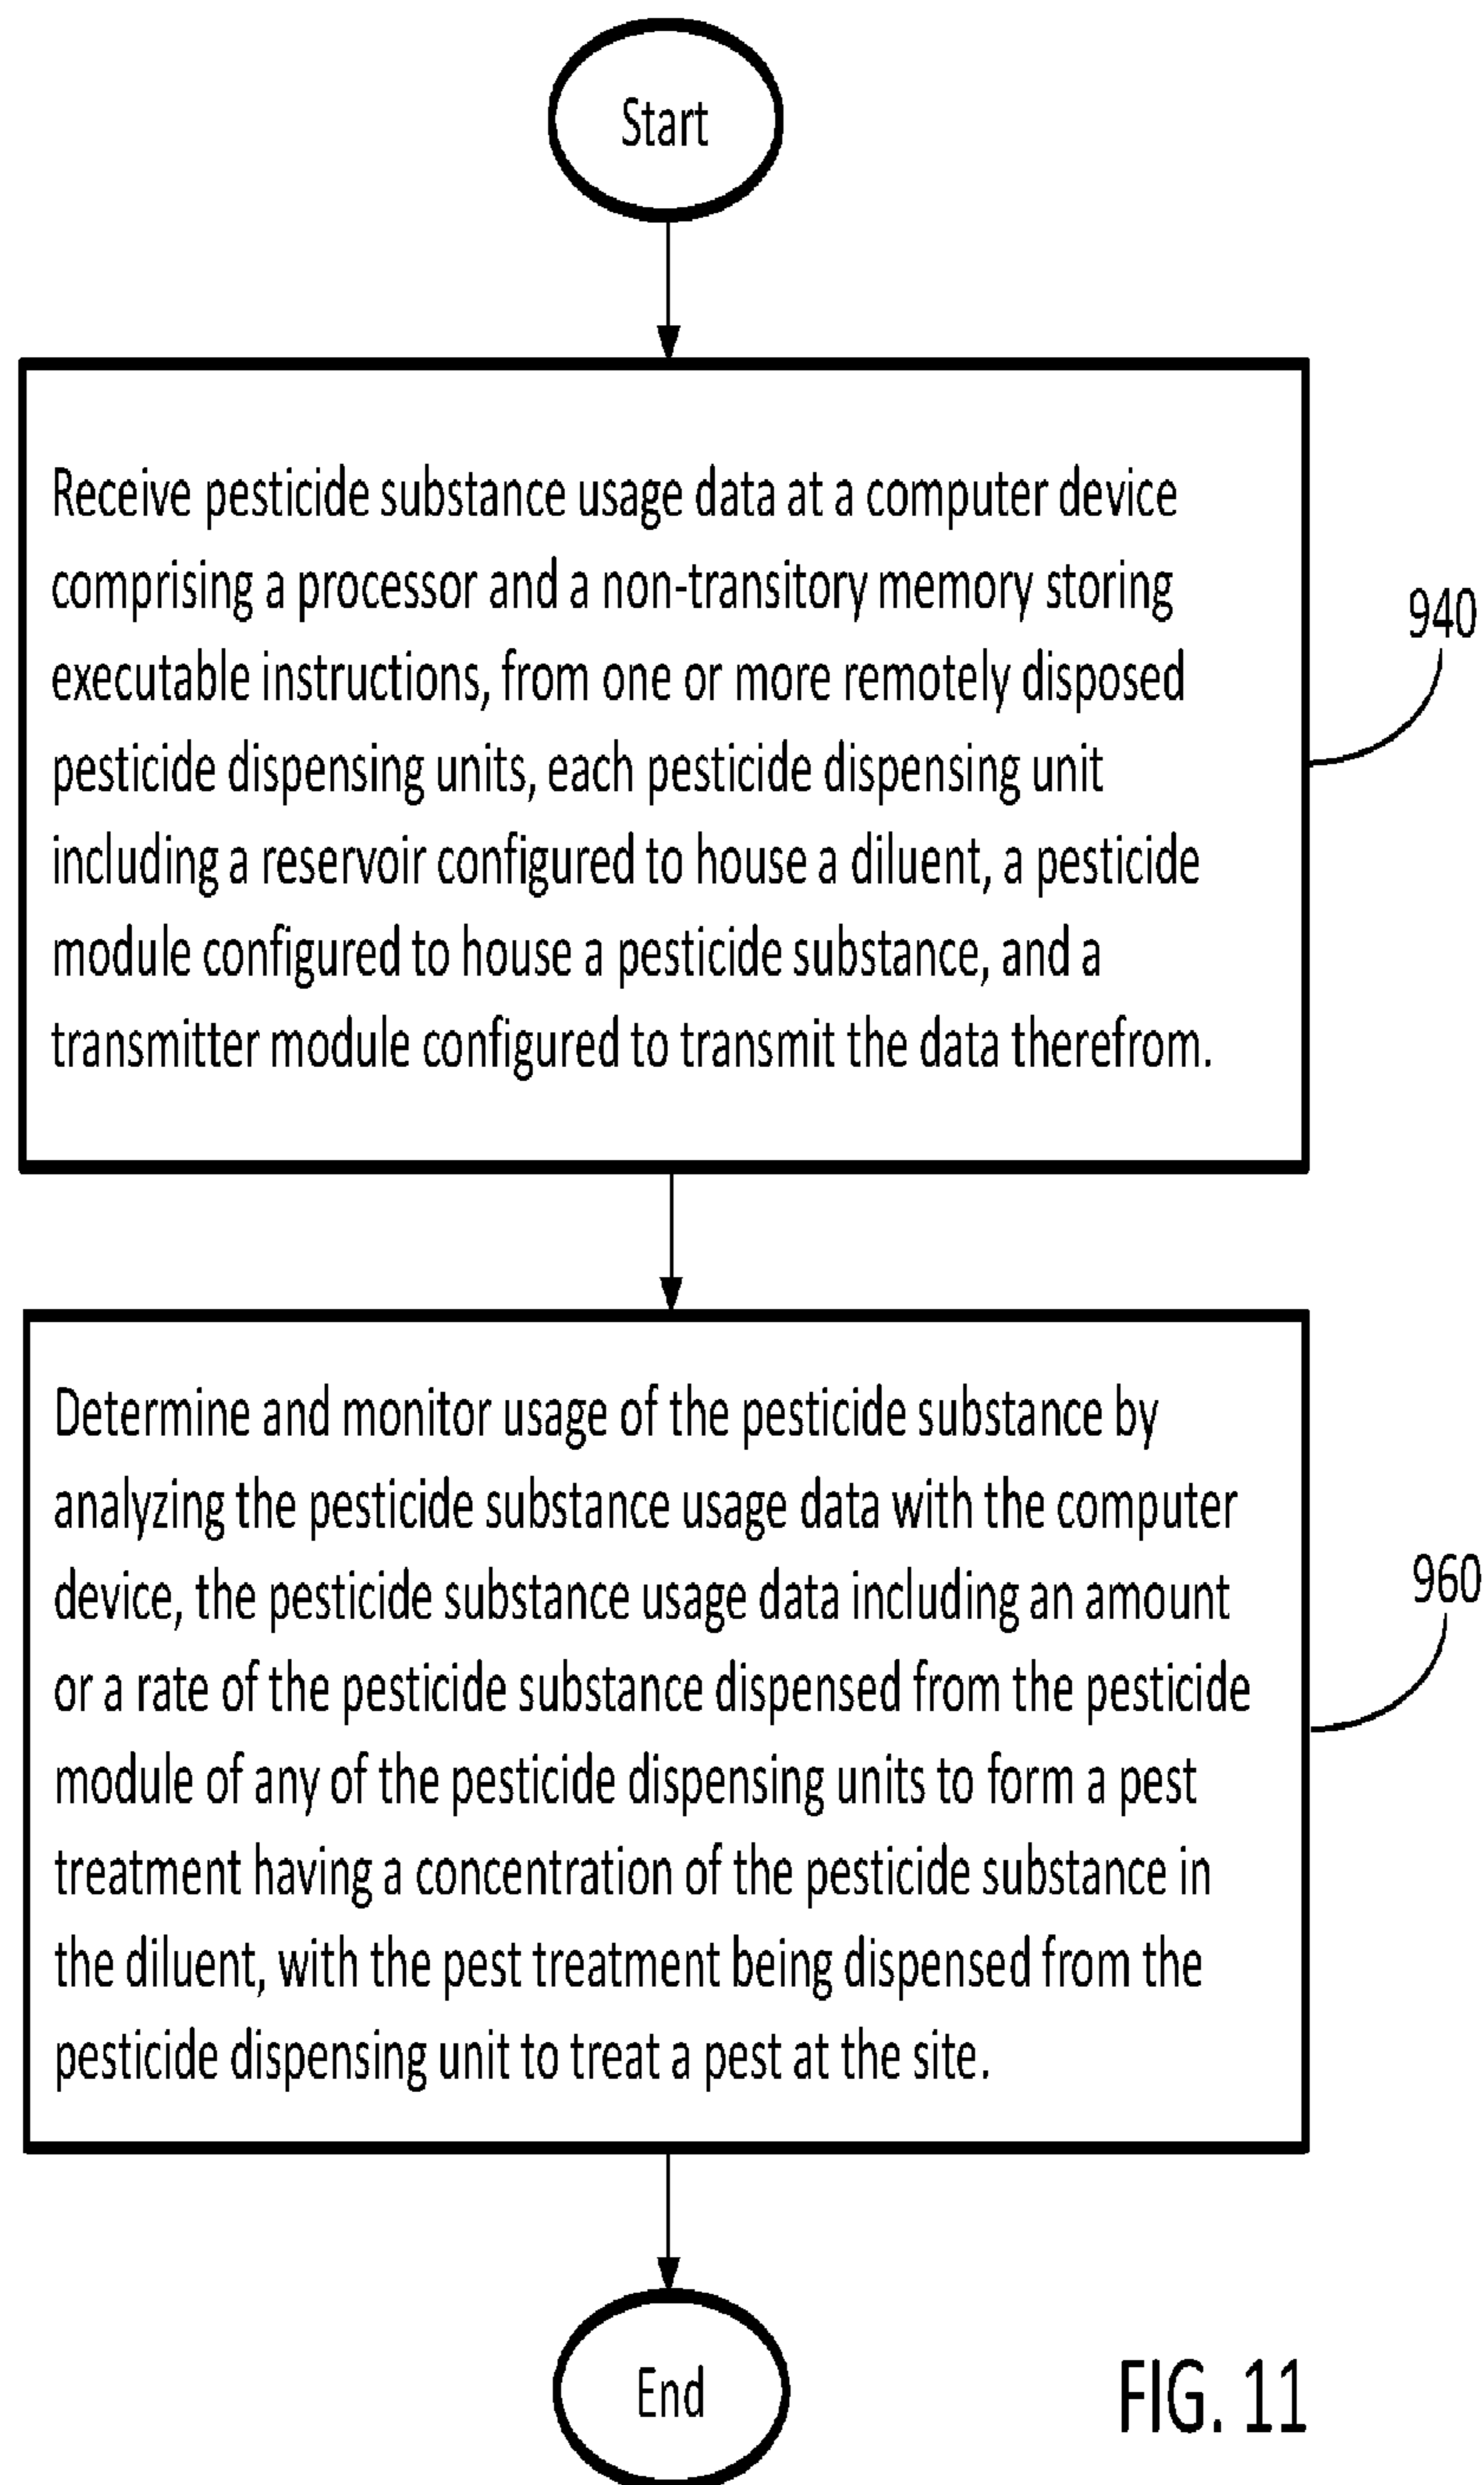 Start
Receive pesticide substance usage data at a computer device
comprising a processor and a non-transitory memory storing
executable instructions, from one or more remotely disposed
pesticide dispensing units, each pesticide dispensing unit
including a reservoir configured to house a diluent, a pesticide
module configured to house a pesticide substance, and a
transmitter module configured to transmit the data therefrom.
940
Determine and monitor usage of the pesticide substance by
analyzing the pesticide substance usage data with the computer
device, the pesticide substance usage data including an amount
or a rate of the pesticide substance dispensed from the pesticide
module of any of the pesticide dispensing units to form a pest
treatment having a concentration of the pesticide substance in
the diluent, with the pest treatment being dispensed from the
pesticide dispensing unit to treat a pest at the site.
960
End
FIG. 11